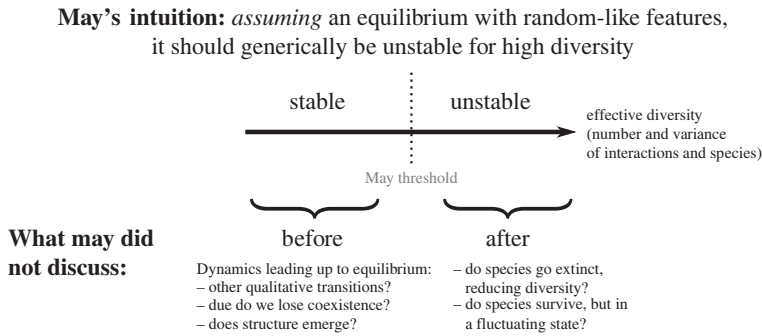 May's intuition: assuming an equilibrium with random-like features,
it should generically be unstable for high diversity
stable
unstable
effective diversity
(number and variance
of interactions and species)
May threshold
What may did
not discuss:
before
Dynamics leading up to equilibrium:
– other qualitative transitions?
– due do we lose coexistence?
– does structure emerge?
after
– do species go extinct,
reducing diversity?
– do species survive, but in
a fluctuating state?